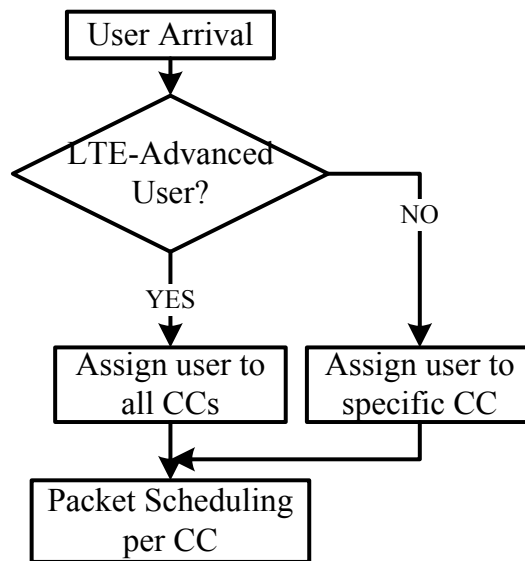 User Arrival
LTE-Advanced
User?
NO
YES
Assign user to
all CCs
Assign user to
specific CC
Packet Scheduling
per CC